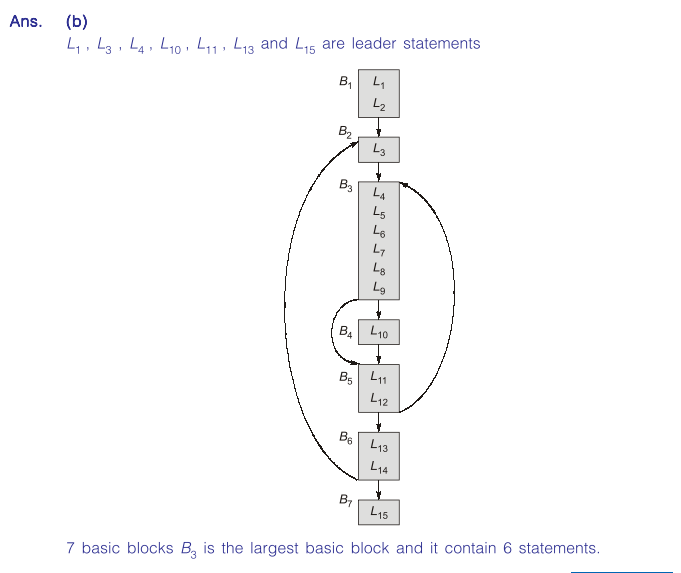 Ans. (b)
L₁ , L₃ , L₄ , L₁₀ , L₁₁ , L₁₃ and L₁₅ are leader statements
B₁ L₁
L₂
B₂
L₃
B₃
L₄
L₅
L₆
L₇
L₈
L₉
B₄ L₁₀
B₅ L₁₁
L₁₂
B₆
L₁₃
L₁₄
B₇
L₁₅
7 basic blocks B₃ is the largest basic block and it contain 6 statements.